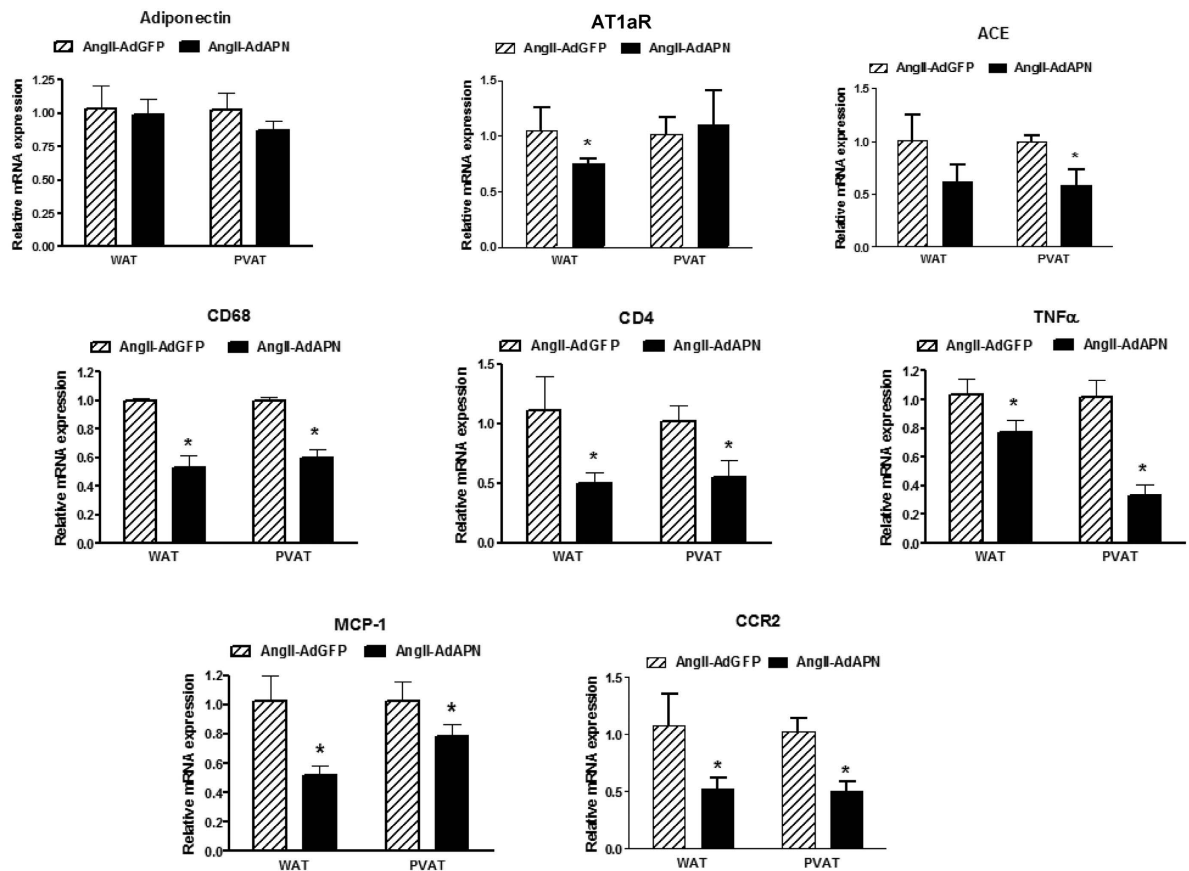 Adiponectin
AngII-AdGFP AngII-AdAPN
Relative mRNA expression
1.25
1.00
0.75
0.50
0.25
0.00
WAT PVAT
AT1aR
AngII-AdGFP AngII-AdAPN
Relative mRNA expression
1.5
1.0
0.5
0.0
*
WAT PVAT
ACE
AngII-AdGFP AngII-AdAPN
Relative mRNA expression
1.5
1.0
0.5
0.0
*
WAT PVAT
CD68
AngII-AdGFP AngII-AdAPN
Relative mRNA expression
1.2
1.0
0.8
0.6
0.4
0.2
0.0
* *
WAT PVAT
CD4
AngII-AdGFP AngII-AdAPN
Relative mRNA expession
1.5
1.0
0.5
0.0
* *
WAT PVAT
TNFα
AngII-AdGFP AngII-AdAPN
Relative mRNA expression
1.2
1.0
0.8
0.6
0.4
0.2
0.0
* *
WAT PVAT
MCP-1
AngII-AdGFP AngII-AdAPN
Relative mRNA expression
1.2
1.0
0.8
0.6
0.4
0.2
0.0
* *
WAT PVAT
CCR2
AngII-AdGFP AngII-AdAPN
Relative mRNA expression
1.5
1.0
0.5
0.0
* *
WAT PVAT